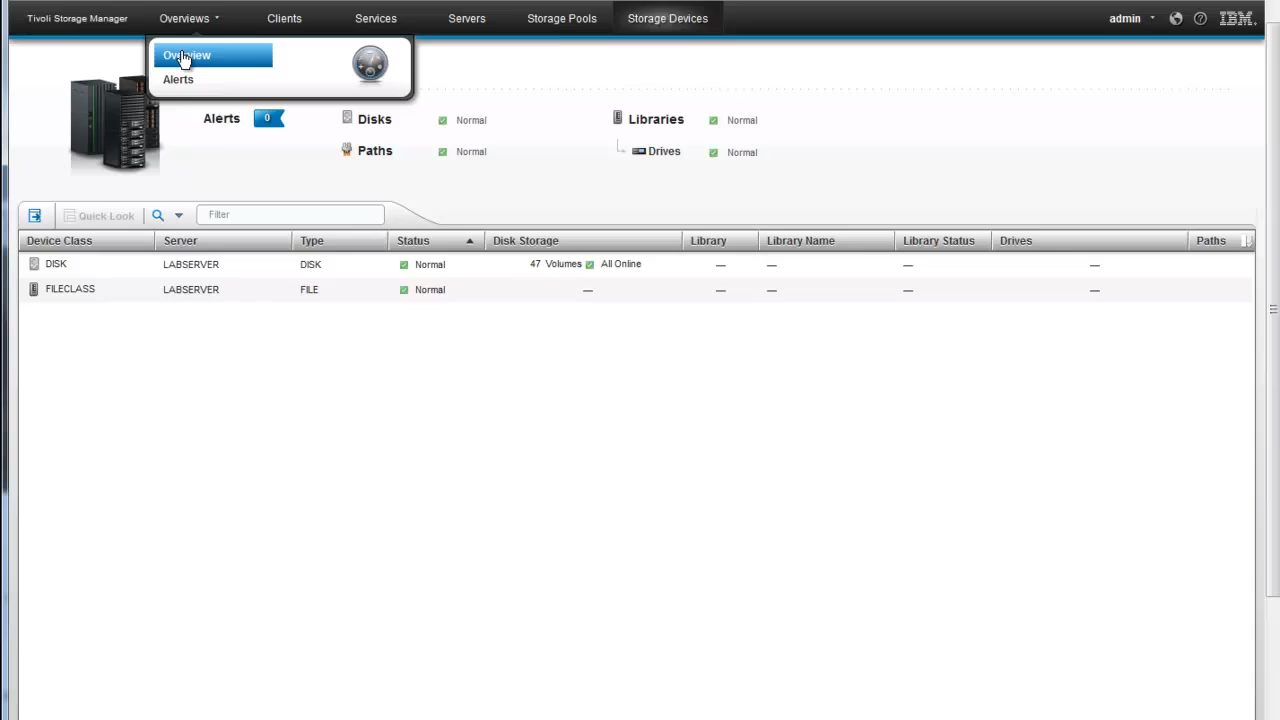 Tivoli Storage Manager Overviews Clients Services Servers Storage Pools Storage Devices admin IBM
Overview
Alerts
Alerts 0 Disks Normal Libraries Normal
Paths Normal Drives Normal
Quick Look Filter
Device Class Server Type Status Disk Storage Library Library Name Library Status Drives Paths
DISK LABSERVER DISK Normal 47 Volumes All Online — — — —
FILECLASS LABSERVER FILE Normal — — — — —